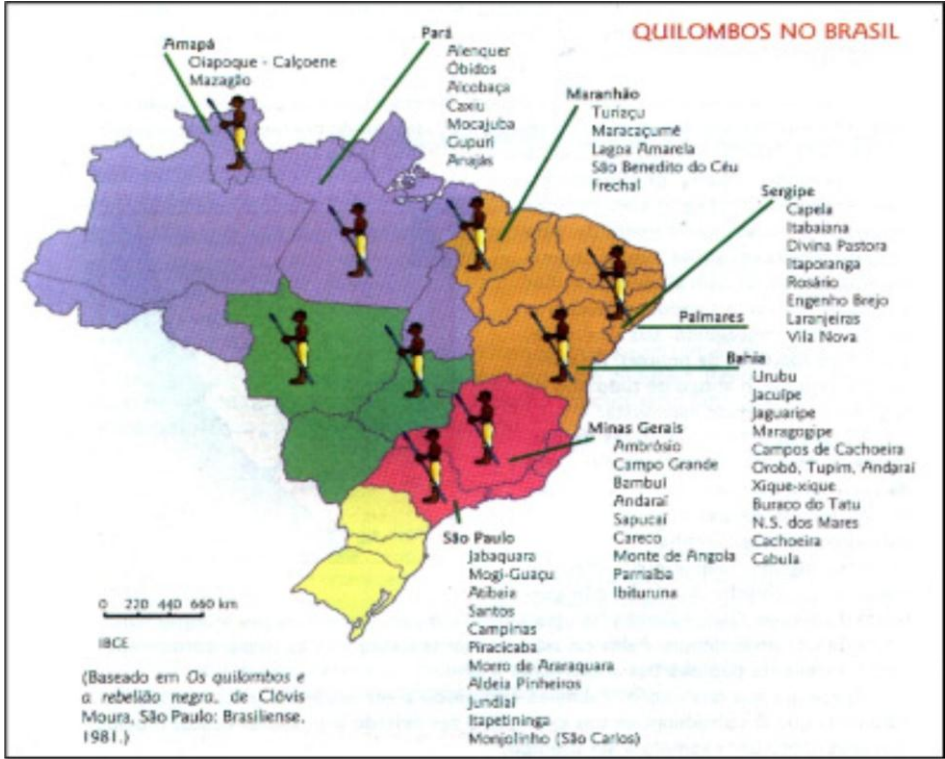 QUILOMBOS NO BRASIL
Amapá
Oiapoque - Calçoene
Mazagão
Pará
Alenquer
Óbidos
Alcobaça
Caxiu
Mocajuba
Gupuri
Anajás
Maranhão
Turiaçu
Maracaçumé
Lagoa Amarela
São Benedito do Céu
Frechal
Sergipe
Capela
Itabaiana
Divina Pastora
Itaporanga
Rosário
Engenho Brejo
Laranjeiras
Vila Nova
Palmares
Bahia
Urubu
Jacuípe
Jaguaripe
Maragogipe
Campos de Cachoeira
Orobó, Tupim, Andaraí
Xique-xique
Buraco do Tatu
N.S. dos Mares
Cachoeira
Cabula
Minas Gerais
Ambrósio
Campo Grande
Bambuí
Andaraí
Sapucaí
Careco
Monte de Angola
Parnaíba
Ibituruna
São Paulo
Jabaquara
Mogi-Guaçu
Atibaia
Santos
Campinas
Piracicaba
Morro de Araraquara
Aldeia Pinheiros
Jundiaí
Itapetininga
Monjolinho (São Carlos)
0 220 440 660 km
IBGE
(Baseado em Os quilombos e
a rebelião negra, de Clóvis
Moura, São Paulo: Brasiliense,
1981.)